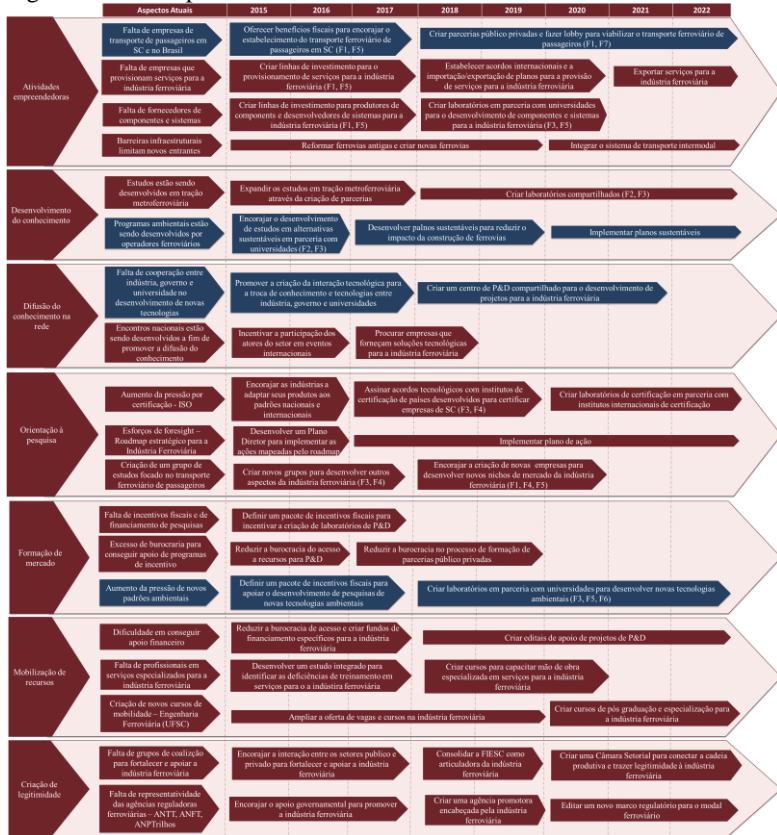 Aspectos Atuais 2015 2016 2017 2018 2019 2020 2021 2022
Atividades
empreendedoras
Falta de empresas de
transporte de passageiros em
SC e no Brasil
Oferecer benefícios fiscais para encorajar o
estabelecimento do transporte ferroviário de
passageiros em SC (F1, F5)
Criar parcerias público privadas e fazer lobby para viabilizar o transporte ferroviário de
passageiros (F1, F7)
Falta de empresas que
provisionam serviços para a
indústria ferroviária
Criar linhas de investimento para o
provisionamento de serviços para a indústria
ferroviária (F1, F5)
Estabelecer acordos internacionais e a
importação/exportação de planos para a provisão
de serviços para a indústria ferroviária
Exportar serviços para a
indústria ferroviária
Falta de fornecedores de
componentes e sistemas
Criar linhas de investimento para produtores de
componente e desenvolvedores de sistemas para a
indústria ferroviária (F1, F5)
Criar laboratórios em parceria com universidades
para o desenvolvimento de componentes e sistemas
para a indústria ferroviária (F3, F5)
Barreiras infraestruturais
limitam novos entrantes
Reformar ferrovias antigas e criar novas ferrovias
Integrar o sistema de transporte intermodal
Desenvolvimento
do conhecimento
Estudos estão sendo
desenvolvidos em tração
metroferviária
Expandir os estudos em tração metroferroviária
através da criação de parcerias
Criar laboratórios compartilhados (F2, F3)
Programas ambientais estão
sendo desenvolvidos por
operadores ferroviários
Encorajar o desenvolvimento
de estudos em alternativas
sustentáveis em parceria com
universidades (F2, F3)
Desenvolver palnos sustentáveis para reduzir o
impacto da construção de ferrovias
Implementar planos sustentáveis
Difusão do
conhecimento na
rede
Falta de cooperação entre
indústria, governo e
universidade no
desenvolvimento de novas
tecnologias
Promover a criação da interação tecnológica para
a troca de conhecimento e tecnologias entre
indústria, governo e universidades
Criar um centro de P&D compartilhado para o desenvolvimento de
projetos para a indústria ferroviária
Encontros nacionais estão
sendo desenvolvidos a fim de
promover a difusão do
conhecimento
Incentivar a participação dos
atores do setor em eventos
internacionais
Procurar empresas que
forneçam soluções tecnológicas
para a indústria ferroviária
Orientação à
pesquisa
Aumento da pressão por
certificação - ISO
Encorajar as indústrias a
adaptar seus produtos aos
padrões nacionais e
internacionais
Assinar acordos tecnológicos com institutos de
certificação de países desenvolvidos para certificar
empresas de SC (F3, F4)
Criar laboratórios de certificação em parceria com
institutos internacionais de certificação
Esforços de foresight –
Roadmap estratégico para a
Indústria Ferroviária
Desenvolver um Plano
Diretor para implementar as
ações mapeadas pelo roadmap
Implementar plano de ação
Criação de um grupo de
estudos focado no transporte
ferroviário de passageiros
Criar novos grupos para desenvolver outros
aspectos da indústria ferroviária (F3, F4)
Encorajar a criação de novas empresas para
desenvolver novos nichos de mercado da indústria
ferroviária (F1, F4, F5)
Formação de
mercado
Falta de incentivos fiscais e de
financiamento de pesquisas
Definir um pacote de incentivos fiscais para
incentivar a criação de laboratórios de P&D
Excesso de burocraria para
conseguir apoio de programas
de incentivo
Reduzir a burocracia do acesso
a recursos para P&D
Reduzir a burocracia no processo de formação de
parcerias público privadas
Aumento da pressão de novos
padrões ambientais
Definir um pacote de incentivos fiscais para
apoiar o desenvolvimento de pesquisas de
novas tecnologias ambientais
Criar laboratórios em parceria com universidades para desenvolver novas tecnologias
ambientais (F3, F5, F6)
Mobilização de
recursos
Dificuldade em conseguir
apoio financeiro
Reduzir a burocracia de acesso e criar fundos de
financiamento específicos para a indústria
ferroviária
Criar editais de apoio de projetos de P&D
Falta de profissionais em
serviços especializados para a
indústria ferroviária
Desenvolver um estudo integrado para
identificar as deficiências de treinamento em
serviços para o a indústira ferroviária
Criar cursos para capacitar mão de obra
especializada em serviços para a indústria
ferroviária
Criação de novos cursos de
mobilidade – Engenharia
Ferroviária (UFSC)
Ampliar a oferta de vagas e cursos na indústria ferroviária
Criar cursos de pós graduação e especialização para
a indústria ferroviária
Criação de
legitimidade
Falta de grupos de coalizão
para fortalecer e apoiar a
indústria ferroviária
Encorajar a interação entre os setores publico e
privado para fortalecer e apoiar a indústria
ferroviária
Consolidar a FIESC como
articuladora da indústria
ferroviária
Criar uma Câmara Setorial para conectar a cadeia
produtiva e trazer legitimidade à indústria
ferroviária
Falta de representatividade
das agências reguladoras
ferroviárias – ANTT, ANFT,
ANPTrilhos
Encorajar o apoio governamental para promover
a indústria ferroviária
Criar uma agência promotora
encabeçada pela indústria
ferroviária
Editar um novo marco regulatório para o modal
ferroviário